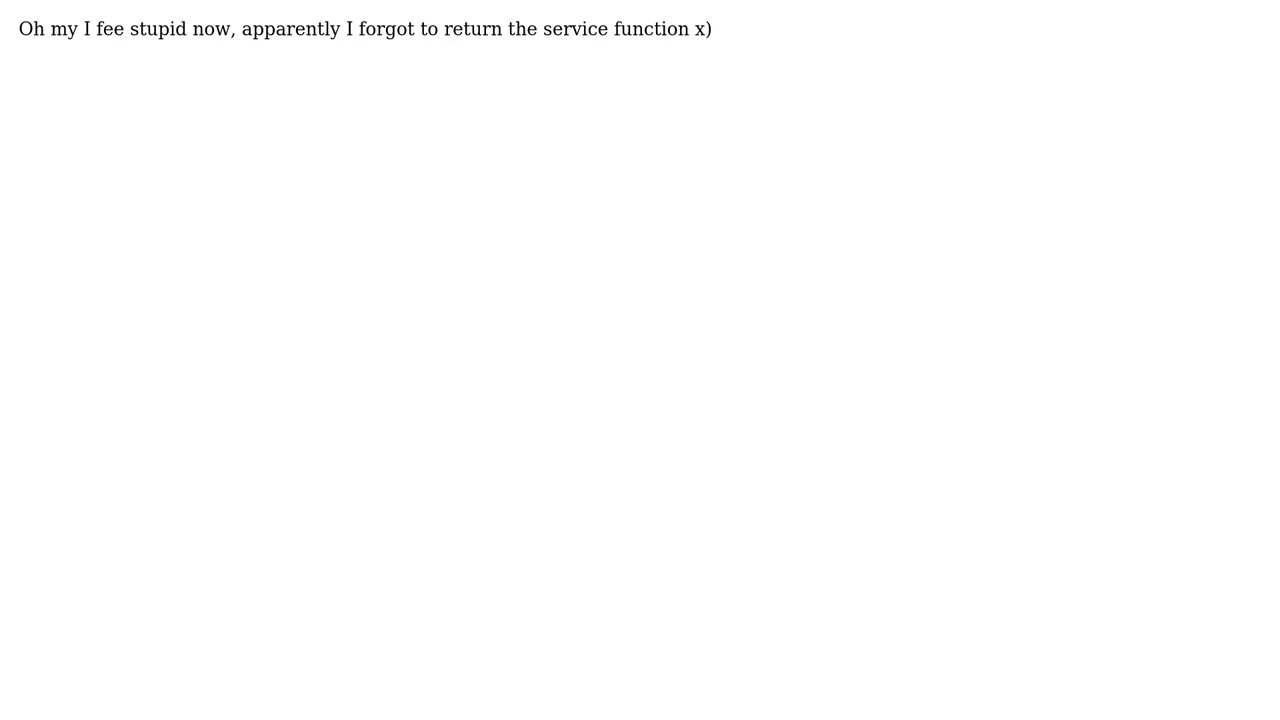 Oh my I fee stupid now, apparently I forgot to return the service function x)